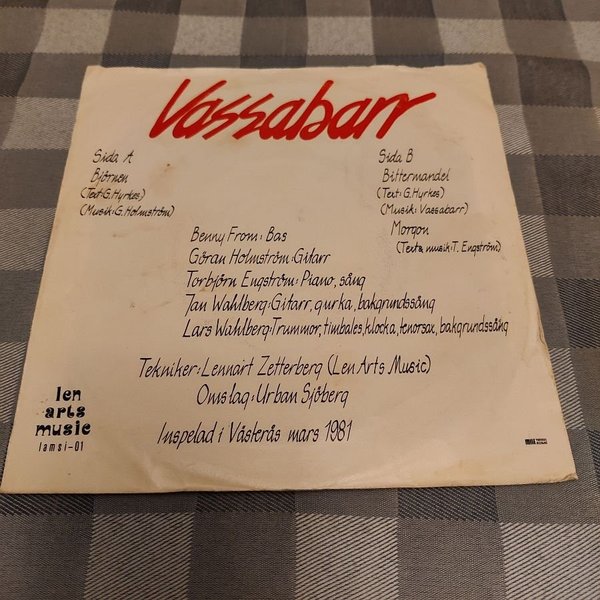 Vassabarr
Sida A
Björnen
(Text: G. Hyrkes)
(Musik: G. Holmström)
Sida B
Bittermandel
(Text: G. Hyrkes)
(Musik: Vassabarr)
Morgon
(Text & musik: T. Engström)
Benny From: Bas
Göran Holmström: Gitarr
Torbjörn Engström: Piano, sång
Jan Wahlberg: Gitarr, gurka, bakgrundssång
Lars Wahlberg: Trummor, timbales, klocka, tenorsax, bakgrundssång
Tekniker: Lennart Zetterberg (Len Arts Music)
Omslag: Urban Sjöberg
Inspelad i Västerås mars 1981
len
arts
music
lamsi-01